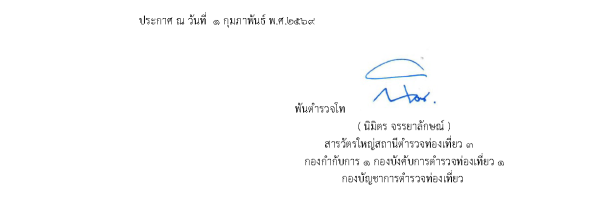 ประกาศ ณ วันที่ ๑ กุมภาพันธ์ พ.ศ.๒๕๖๙
พันตำรวจโท
( นิมิตร จรรยาลักษณ์ )
สารวัตรใหญ่สถานีตำรวจท่องเที่ยว ๓
กองกำกับการ ๑ กองบังคับการตำรวจท่องเที่ยว ๑
กองบัญชาการตำรวจท่องเที่ยว